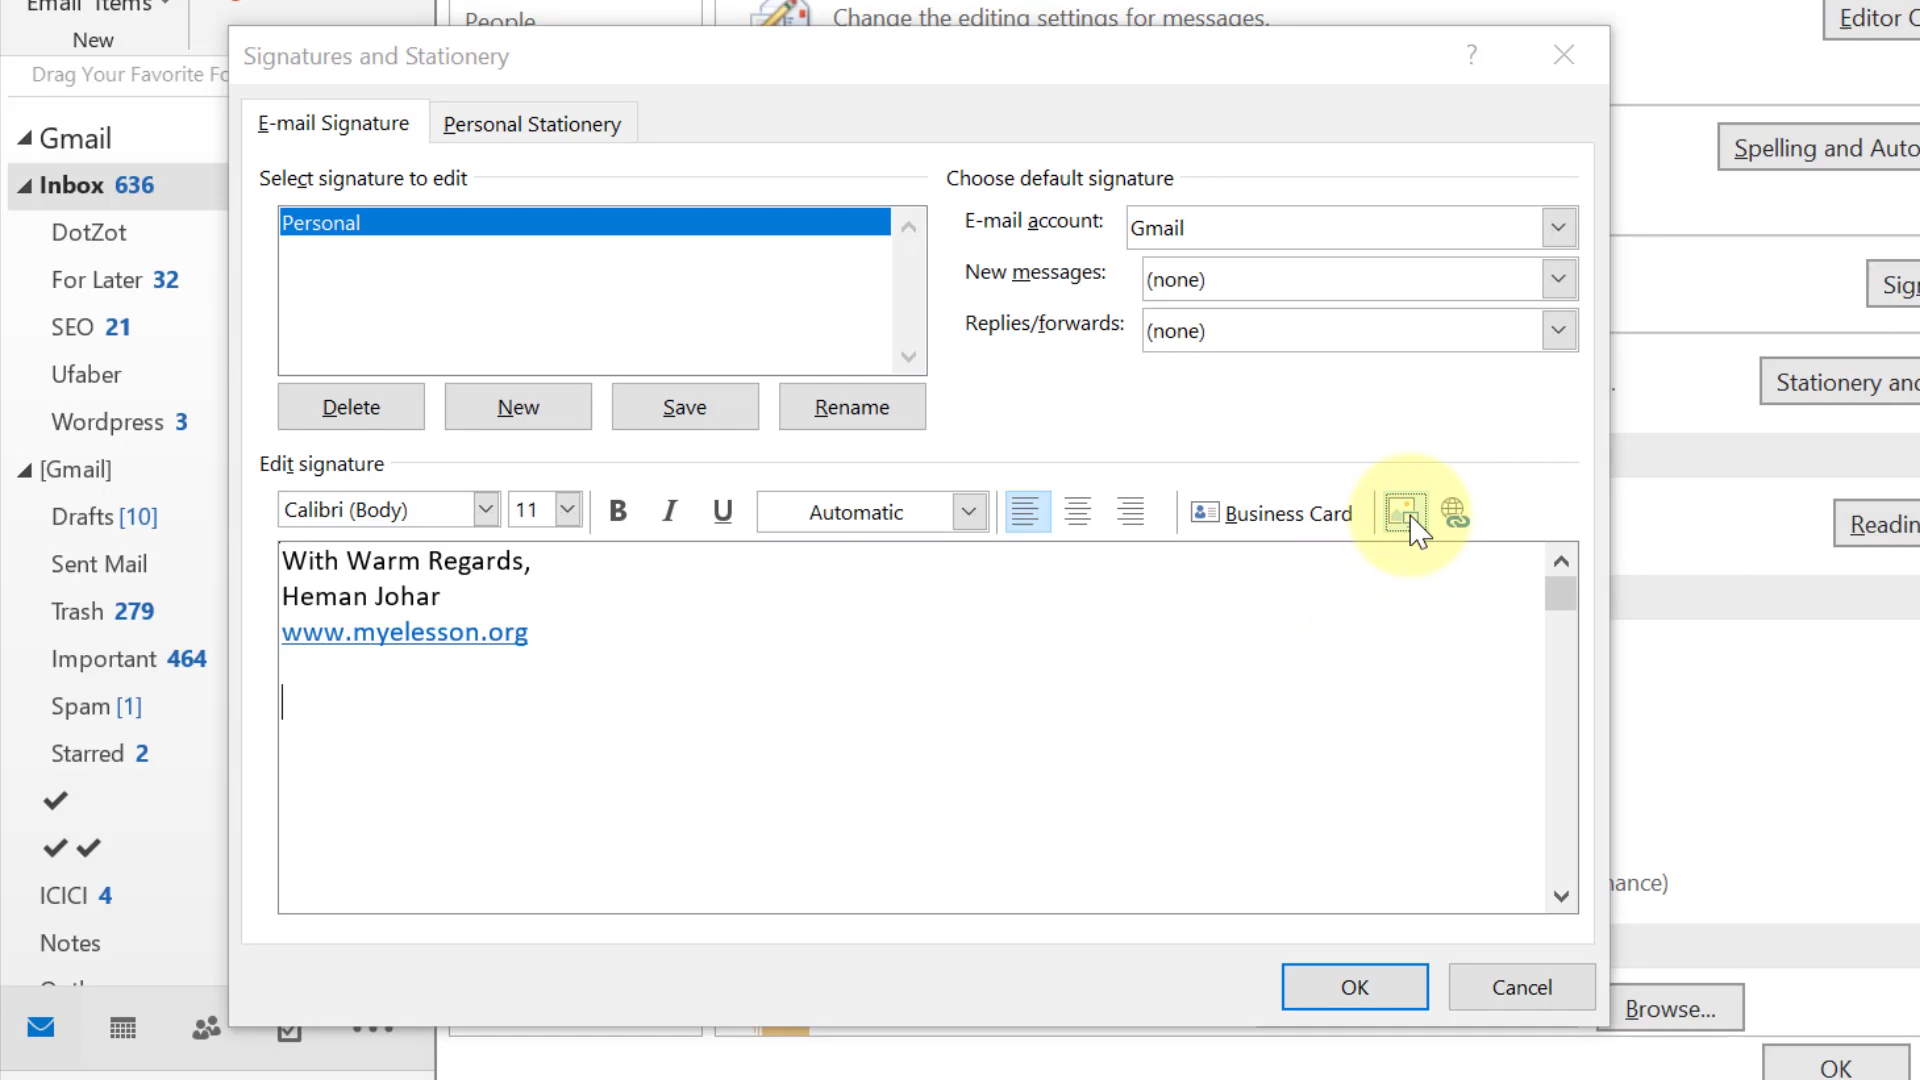 Email Items
New
Drag Your Favorite Fo
Gmail
Inbox 636
DotZot
For Later 32
SEO 21
Ufaber
Wordpress 3
[Gmail]
Drafts [10]
Sent Mail
Trash 279
Important 464
Spam [1]
Starred 2
ICICI 4
Notes
People
Change the editing settings for messages.
Editor O
Spelling and Auto
Sig
Stationery and
Readin
nance)
Browse...
OK
Signatures and Stationery
?
E-mail Signature
Personal Stationery
Select signature to edit
Personal
Delete
New
Save
Rename
Choose default signature
E-mail account: Gmail
New messages: (none)
Replies/forwards: (none)
Edit signature
Calibri (Body) 11 B I U Automatic Business Card
With Warm Regards,
Heman Johar
www.myelesson.org
OK
Cancel